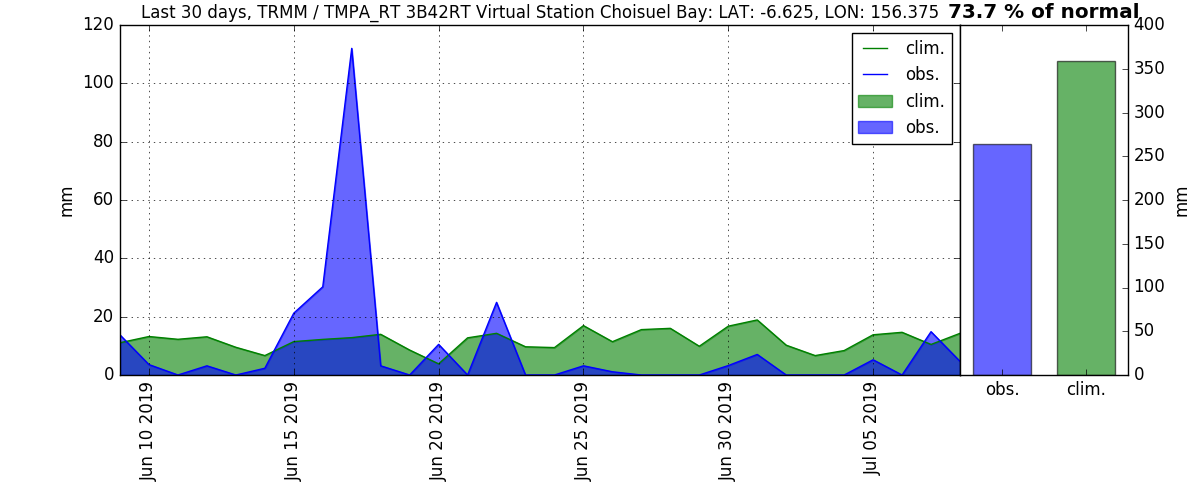 Last 30 days, TRMM / TMPA_RT 3B42RT Virtual Station Choisuel Bay: LAT: -6.625, LON: 156.375
73.7 % of normal
120
100
80
60
40
20
0
mm
clim.
obs.
clim.
obs.
Jun 10 2019
Jun 15 2019
Jun 20 2019
Jun 25 2019
Jun 30 2019
Jul 05 2019
400
350
300
250
200
150
100
50
0
mm
obs.
clim.